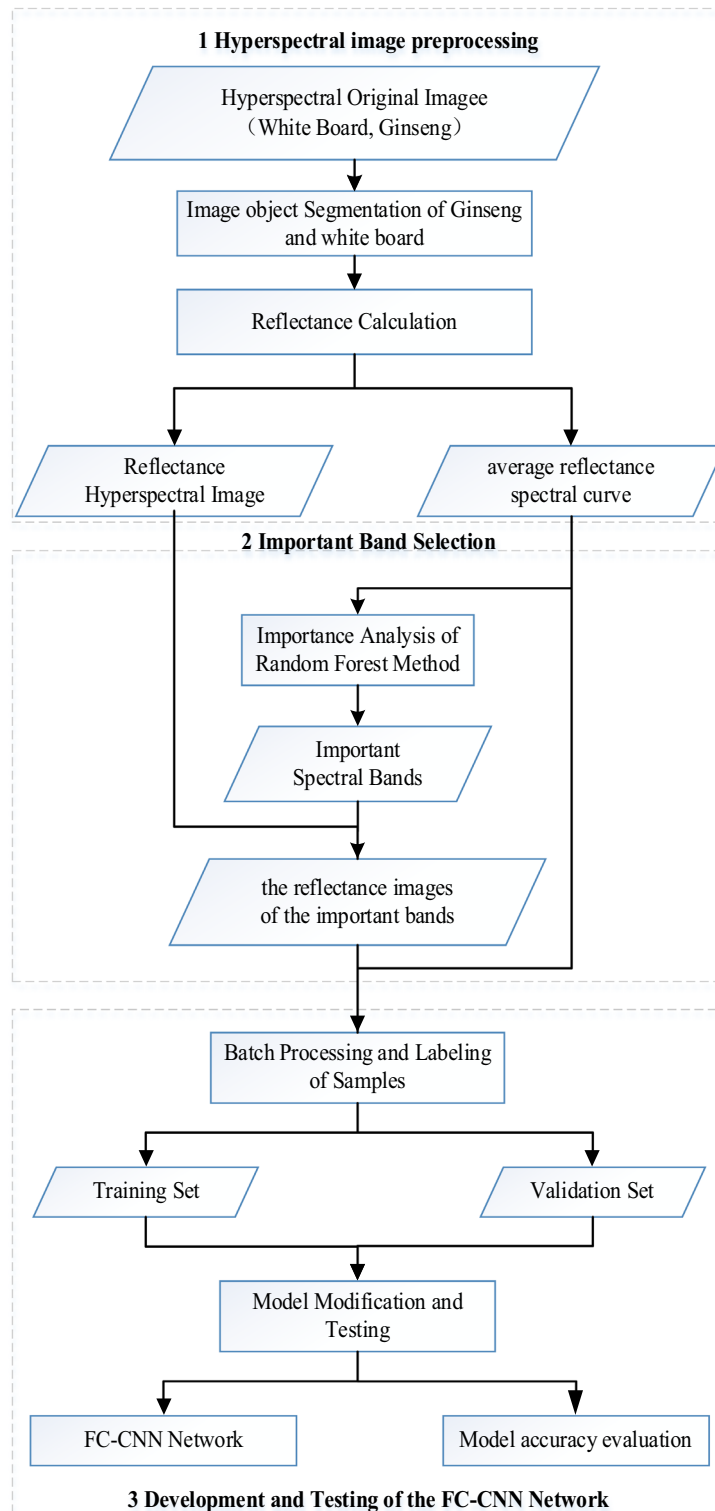 1 Hyperspectral image preprocessing
Hyperspectral Original Imagee
（White Board, Ginseng）
Image object Segmentation of Ginseng
and white board
Reflectance Calculation
Reflectance
Hyperspectral Image
average reflectance
spectral curve
2 Important Band Selection
Importance Analysis of
Random Forest Method
Important
Spectral Bands
the reflectance images
of the important bands
Batch Processing and Labeling
of Samples
Training Set
Validation Set
Model Modification and
Testing
FC-CNN Network
Model accuracy evaluation
3 Development and Testing of the FC-CNN Network